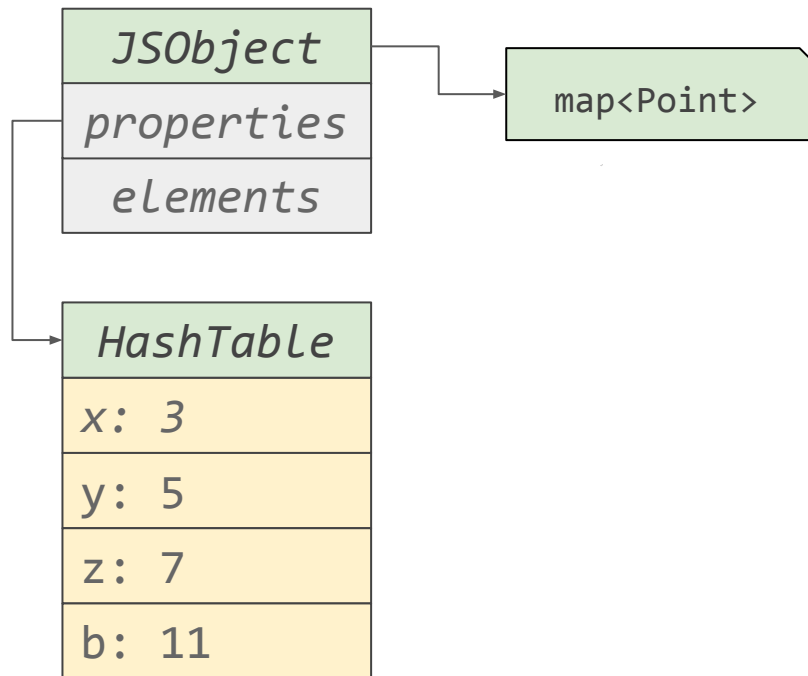 JSObject
map<Point>
properties
elements
HashTable
x: 3
y: 5
z: 7
b: 11